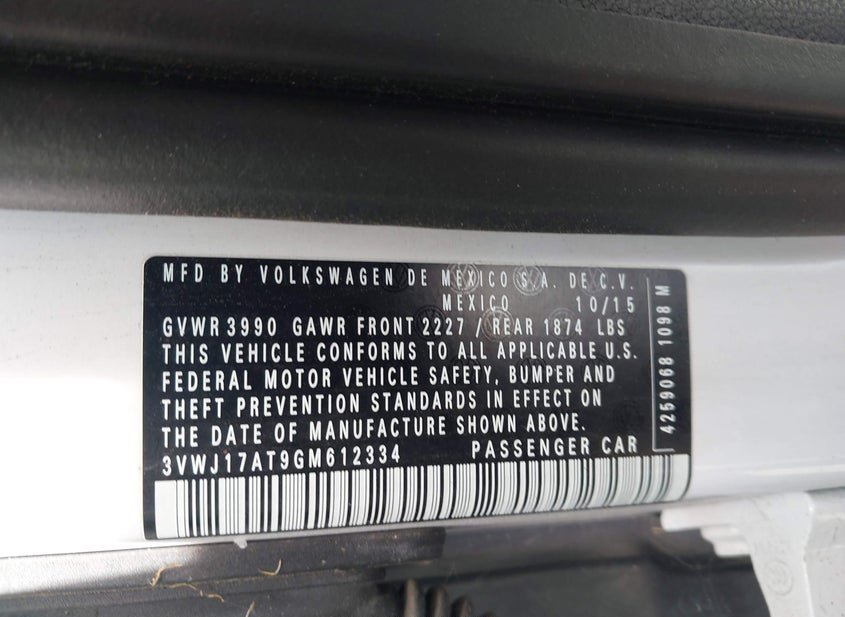 MFD BY VOLKSWAGEN DE MEXICO S.A. DE C.V.
MEXICO 10/15
GVWR 3990 GAWR FRONT 2227 / REAR 1874 LBS
THIS VEHICLE CONFORMS TO ALL APPLICABLE U.S.
FEDERAL MOTOR VEHICLE SAFETY, BUMPER AND
THEFT PREVENTION STANDARDS IN EFFECT ON
THE DATE OF MANUFACTURE SHOWN ABOVE.
3VWJ17AT9GM612334 PASSENGER CAR
4259068 1098 M